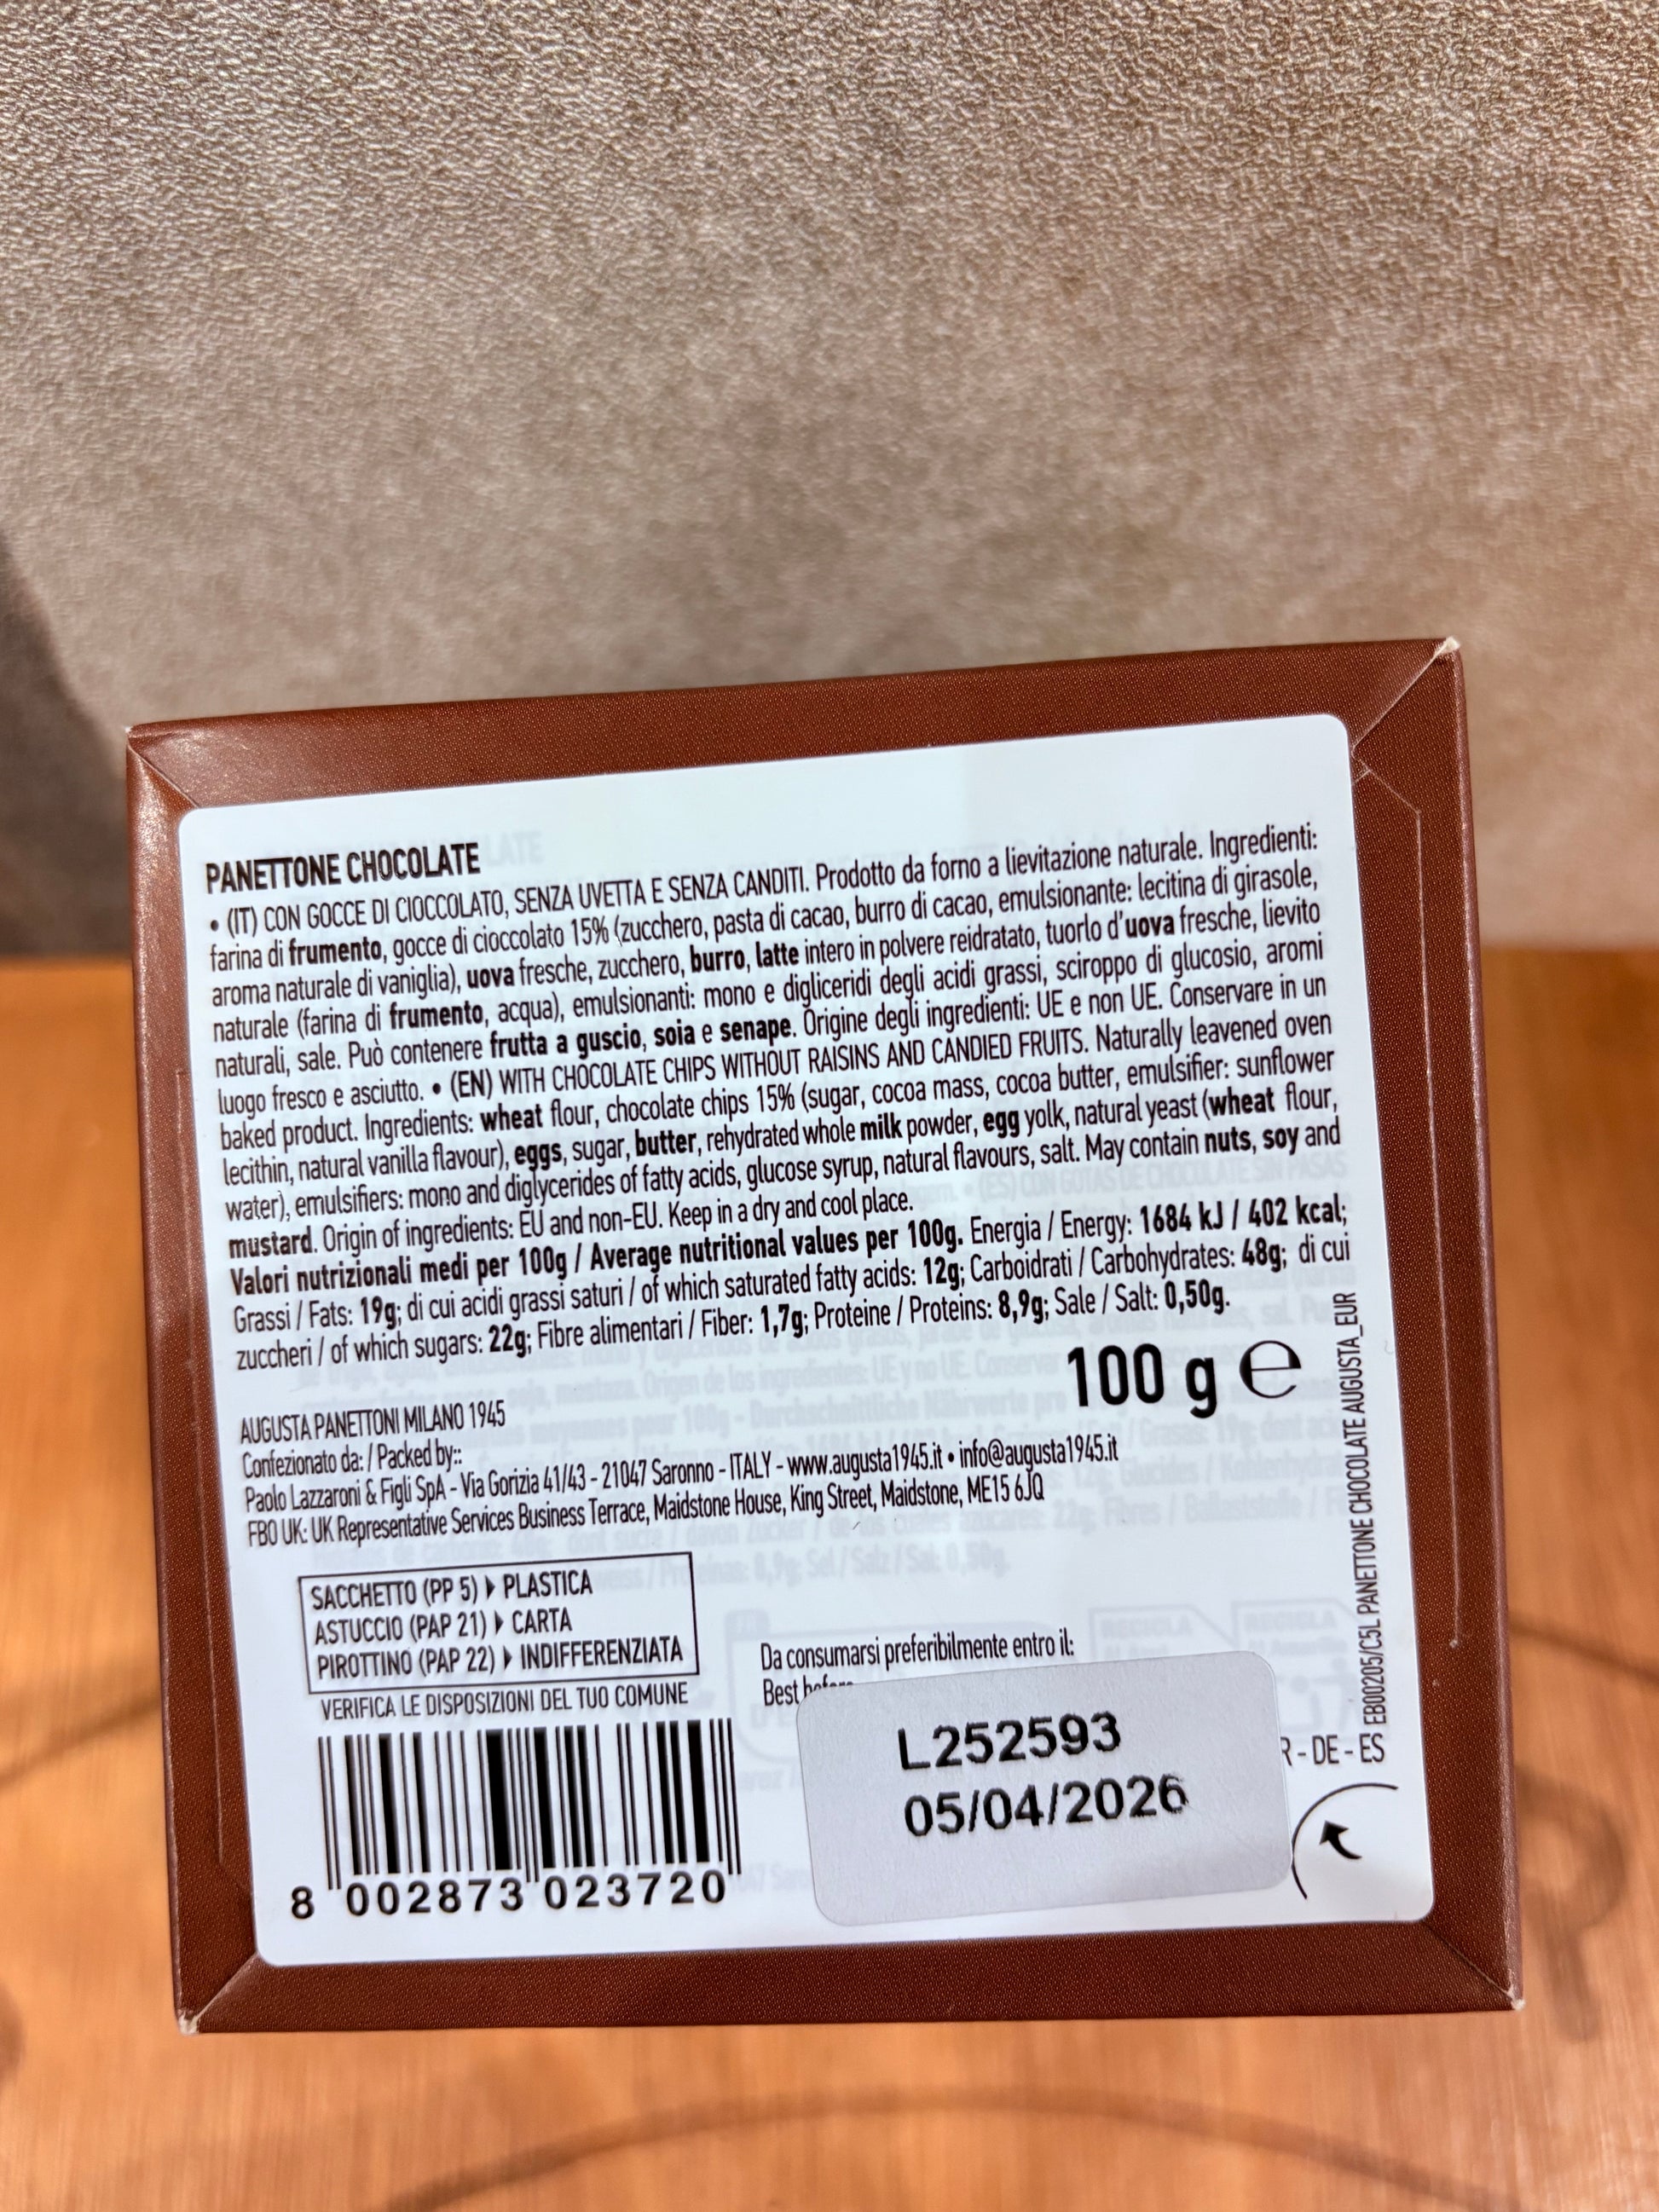 PANETTONE CHOCOLATE
• (IT) CON GOCCE DI CIOCCOLATO, SENZA UVETTA E SENZA CANDITI. Prodotto da forno a lievitazione naturale. Ingredienti:
farina di frumento, gocce di cioccolato 15% (zucchero, pasta di cacao, burro di cacao, emulsionante: lecitina di girasole,
aroma naturale di vaniglia), uova fresche, zucchero, burro, latte intero in polvere reidratato, tuorlo d'uova fresche, lievito
naturale (farina di frumento, acqua), emulsionanti: mono e digliceridi degli acidi grassi, sciroppo di glucosio, aromi
naturali, sale. Può contenere frutta a guscio, soia e senape. Origine degli ingredienti: UE e non UE. Conservare in un
luogo fresco e asciutto. • (EN) WITH CHOCOLATE CHIPS WITHOUT RAISINS AND CANDIED FRUITS. Naturally leavened oven
baked product. Ingredients: wheat flour, chocolate chips 15% (sugar, cocoa mass, cocoa butter, emulsifier: sunflower
lecithin, natural vanilla flavour), eggs, sugar, butter, rehydrated whole milk powder, egg yolk, natural yeast (wheat flour,
water), emulsifiers: mono and diglycerides of fatty acids, glucose syrup, natural flavours, salt. May contain nuts, soy and
mustard. Origin of ingredients: EU and non-EU. Keep in a dry and cool place.
Valori nutrizionali medi per 100g / Average nutritional values per 100g. Energia / Energy: 1684 kJ / 402 kcal;
Grassi / Fats: 19g; di cui acidi grassi saturi / of which saturated fatty acids: 12g; Carboidrati / Carbohydrates: 48g; di cui
zuccheri / of which sugars: 22g; Fibre alimentari / Fiber: 1,7g; Proteine / Proteins: 8,9g; Sale / Salt: 0,50g.
100 g e
AUGUSTA PANETTONI MILANO 1945
Confezionato da: / Packed by::
Paolo Lazzaroni & Figli SpA - Via Gorizia 41/43 - 21047 Saronno - ITALY - www.augusta1945.it • info@augusta1945.it
FBO UK: UK Representative Services Business Terrace, Maidstone House, King Street, Maidstone, ME15 6JQ
SACCHETTO (PP 5) ▸ PLASTICA
ASTUCCIO (PAP 21) ▸ CARTA
PIROTTINO (PAP 22) ▸ INDIFFERENZIATA
VERIFICA LE DISPOSIZIONI DEL TUO COMUNE
Da consumarsi preferibilmente entro il:
Best before
L252593
05/04/2026
R - DE - ES
EB00205/C5L PANETTONE CHOCOLATE AUGUSTA_EUR
8 002873 023720